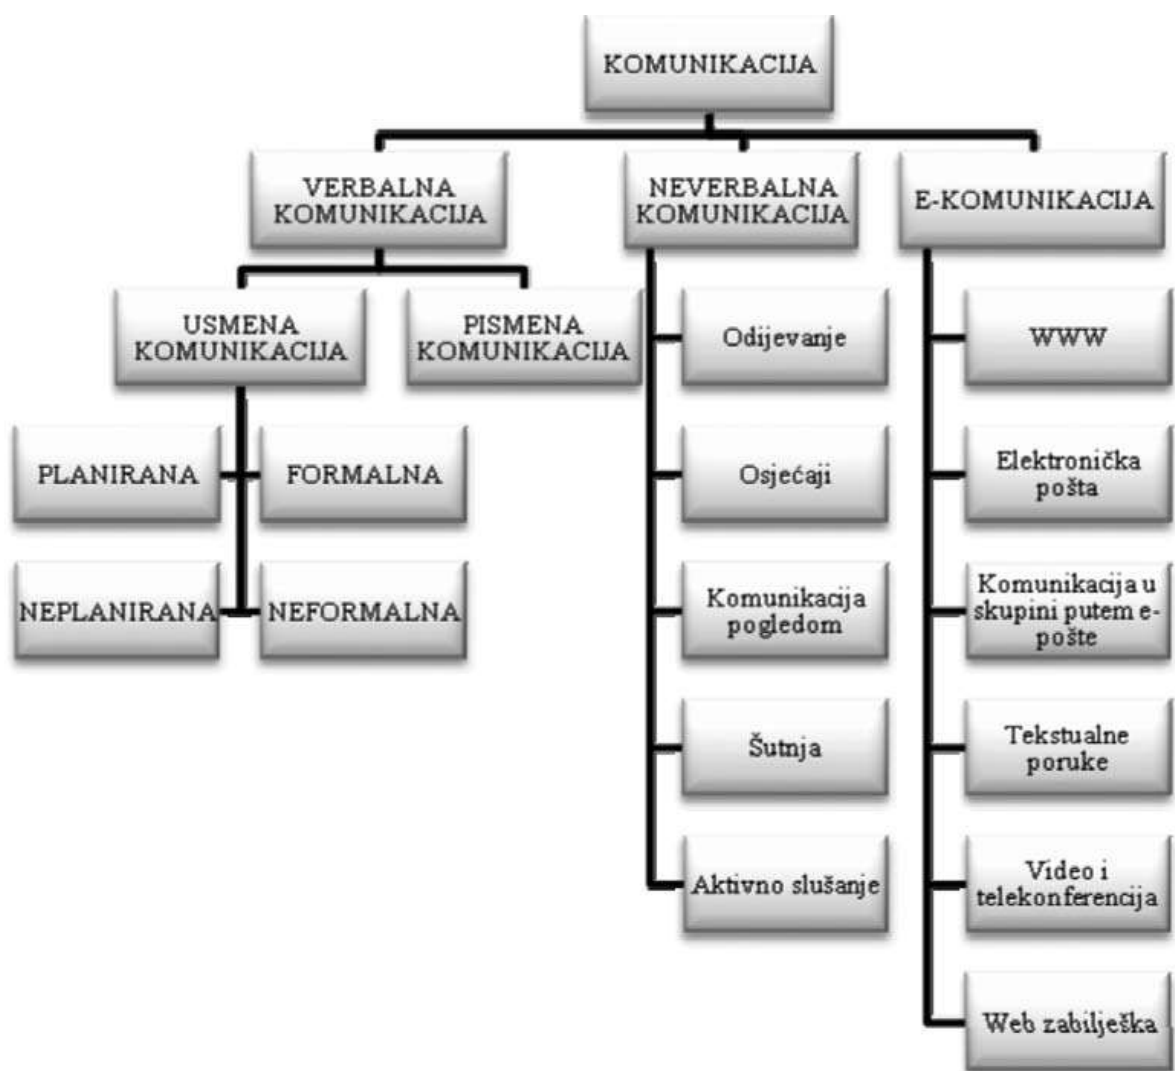 KOMUNIKACIJA
VERBALNA
KOMUNIKACIJA
NEVERBALNA
KOMUNIKACIJA
E-KOMUNIKACIJA
USMENA
KOMUNIKACIJA
PISMENA
KOMUNIKACIJA
PLANIRANA
FORMALNA
NEPLANIRANA
NEFORMALNA
Odijevanje
Osjećaji
Komunikacija
pogledom
Šutnja
Aktivno slušanje
WWW
Elektronička
pošta
Komunikacija u
skupini putem e-
pošte
Tekstualne
poruke
Video i
telekonferencija
Web zabilješka